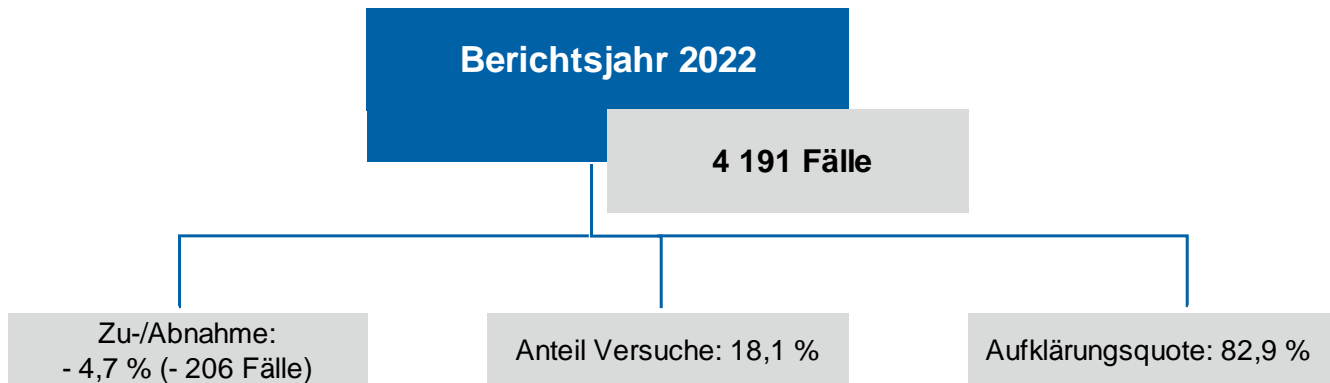 Berichtsjahr 2022
4 191 Fälle
Zu-/Abnahme:
- 4,7 % (- 206 Fälle)
Anteil Versuche: 18,1 %
Aufklärungsquote: 82,9 %